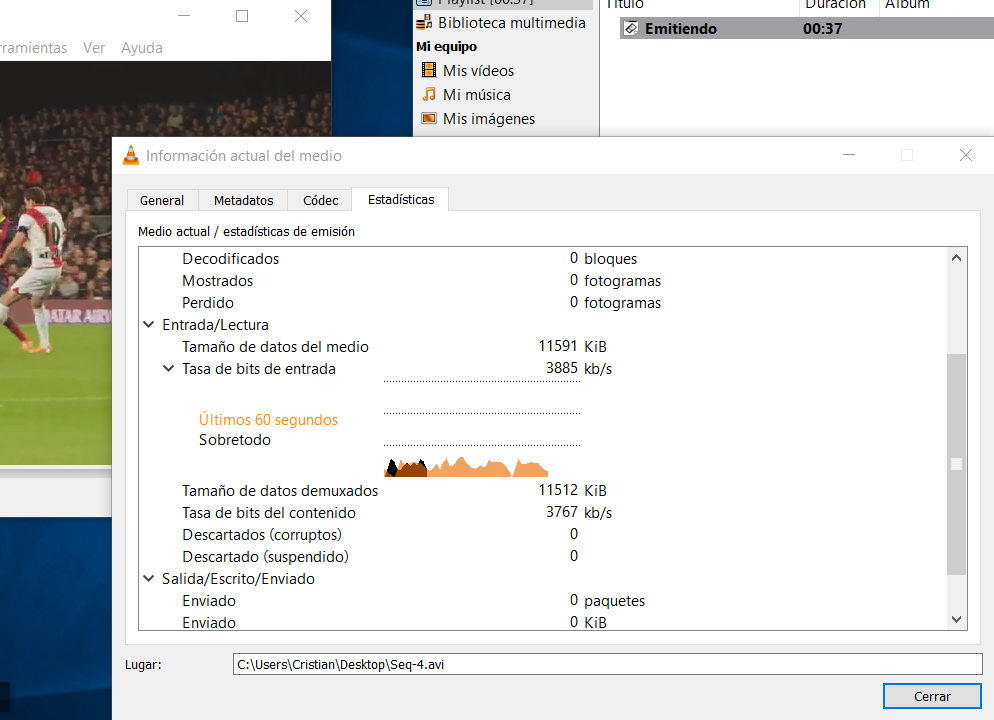 Playlist [00:37]
Título Duración Álbum
Biblioteca multimedia
Emitiendo 00:37
rramientas Ver Ayuda
Mi equipo
Mis vídeos
Mi música
Mis imágenes
Información actual del medio
General Metadatos Códec Estadísticas
Medio actual / estadísticas de emisión
Decodificados 0 bloques
Mostrados 0 fotogramas
Perdido 0 fotogramas
Entrada/Lectura
Tamaño de datos del medio 11591 KiB
Tasa de bits de entrada 3885 kb/s
Últimos 60 segundos
Sobretodo
Tamaño de datos demuxados 11512 KiB
Tasa de bits del contenido 3767 kb/s
Descartados (corruptos) 0
Descartado (suspendido) 0
Salida/Escrito/Enviado
Enviado 0 paquetes
Enviado 0 KiB
Lugar: C:\Users\Cristian\Desktop\Seq-4.avi
Cerrar
10
QATAR AIRW